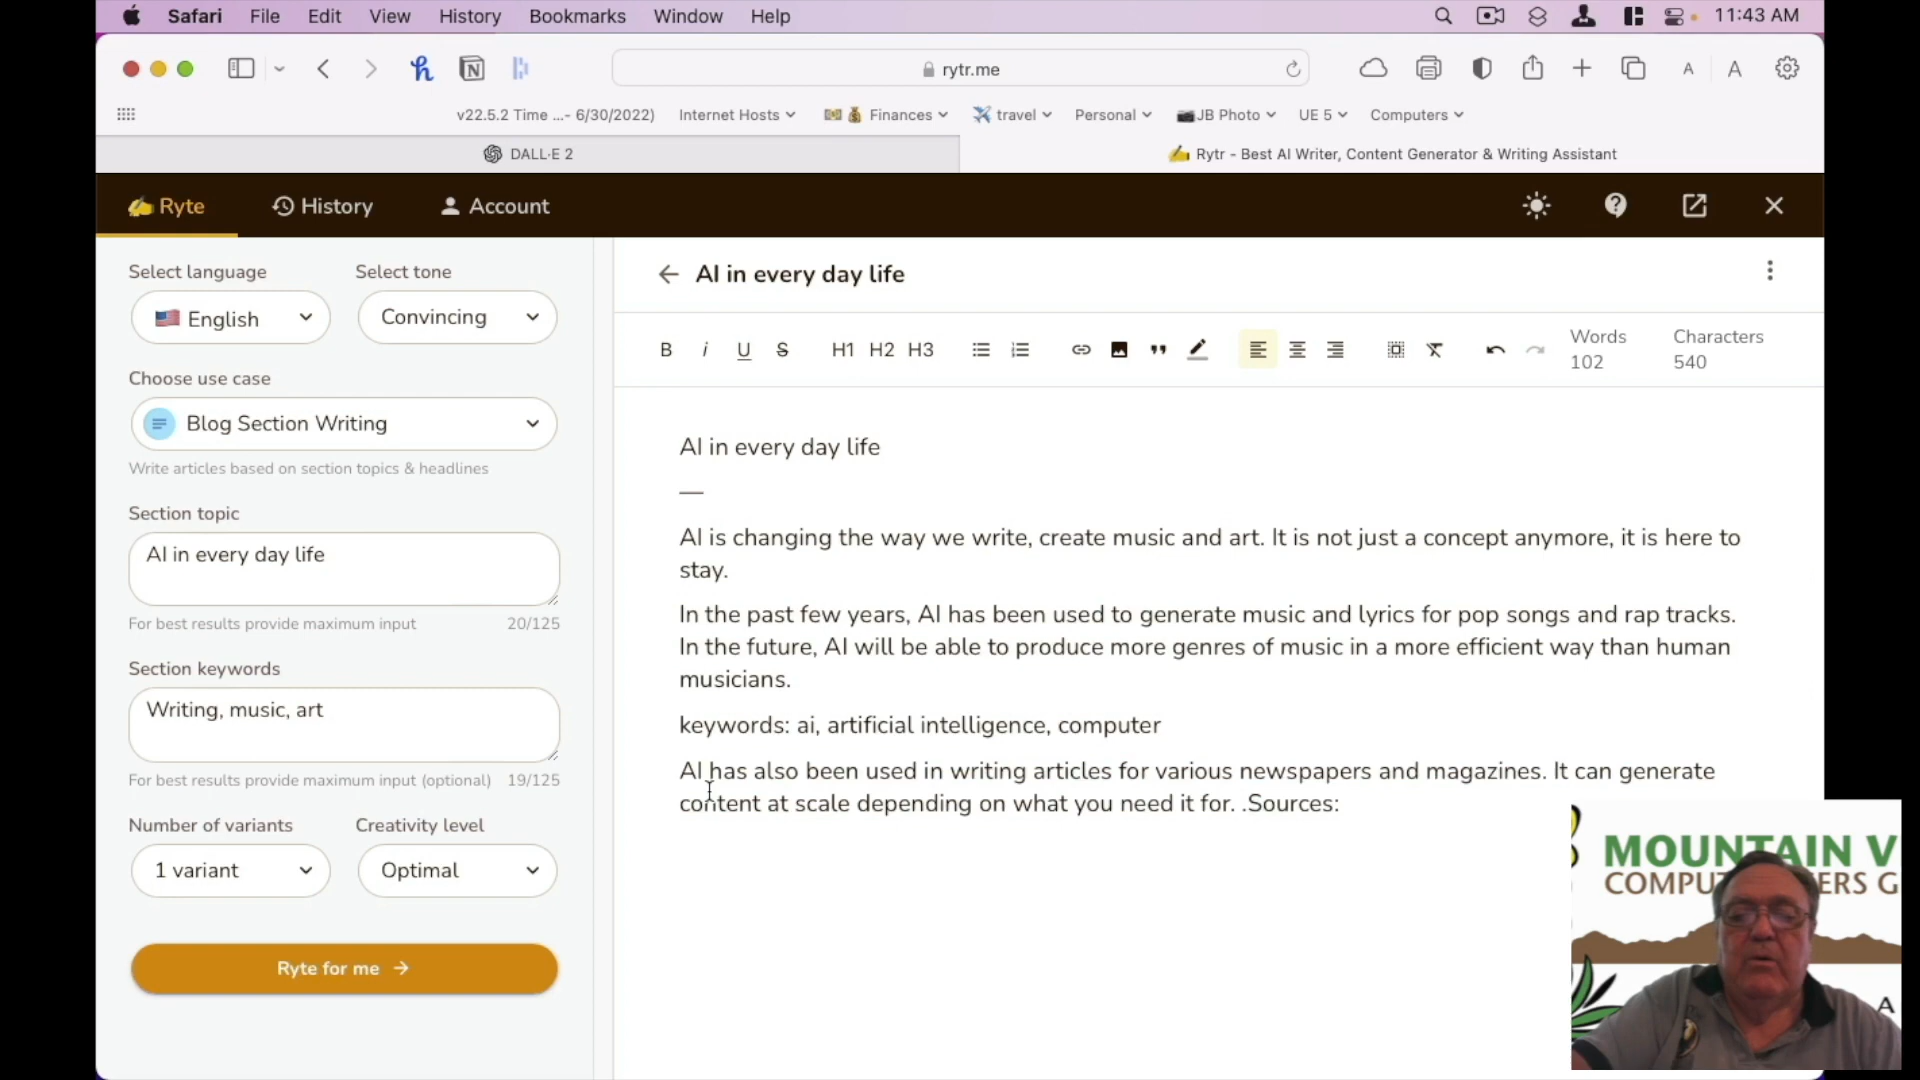 Safari File Edit View History Bookmarks Window Help 11:43 AM
rytr.me
A A
v22.5.2 Time ...- 6/30/2022) Internet Hosts Finances travel Personal JB Photo UE 5 Computers
DALL·E 2 Rytr - Best AI Writer, Content Generator & Writing Assistant
Ryte History Account
Select language Select tone
English Convincing
Choose use case
Blog Section Writing
Write articles based on section topics & headlines
Section topic
AI in every day life
For best results provide maximum input 20/125
Section keywords
Writing, music, art
For best results provide maximum input (optional) 19/125
Number of variants Creativity level
1 variant Optimal
Ryte for me →
AI in every day life
B i U S H1 H2 H3 Words Characters
102 540
AI in every day life
—
AI is changing the way we write, create music and art. It is not just a concept anymore, it is here to
stay.
In the past few years, AI has been used to generate music and lyrics for pop songs and rap tracks.
In the future, AI will be able to produce more genres of music in a more efficient way than human
musicians.
keywords: ai, artificial intelligence, computer
AI has also been used in writing articles for various newspapers and magazines. It can generate
content at scale depending on what you need it for. .Sources:
MOUNTAIN V
COMPU ERS G
A